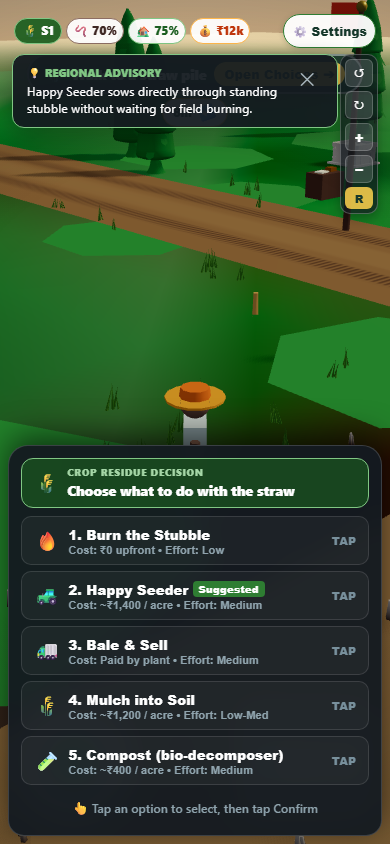 S1
70%
75%
₹12k
Settings
REGIONAL ADVISORY
Happy Seeder sows directly through standing
stubble without waiting for field burning.
↺
↻
+
−
R
CROP RESIDUE DECISION
Choose what to do with the straw
1. Burn the Stubble
Cost: ₹0 upfront • Effort: Low
TAP
2. Happy Seeder Suggested
Cost: ~₹1,400 / acre • Effort: Medium
TAP
3. Bale & Sell
Cost: Paid by plant • Effort: Medium
TAP
4. Mulch into Soil
Cost: ~₹1,200 / acre • Effort: Low-Med
TAP
5. Compost (bio-decomposer)
Cost: ~₹400 / acre • Effort: Medium
TAP
Tap an option to select, then tap Confirm